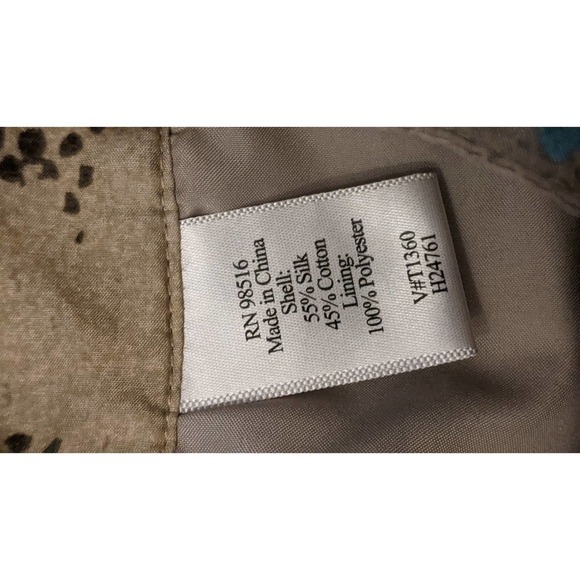 RN 98516
Made in China
Shell:
55% Silk
45% Cotton
Lining:
100% Polyester
V#T1360
H24761